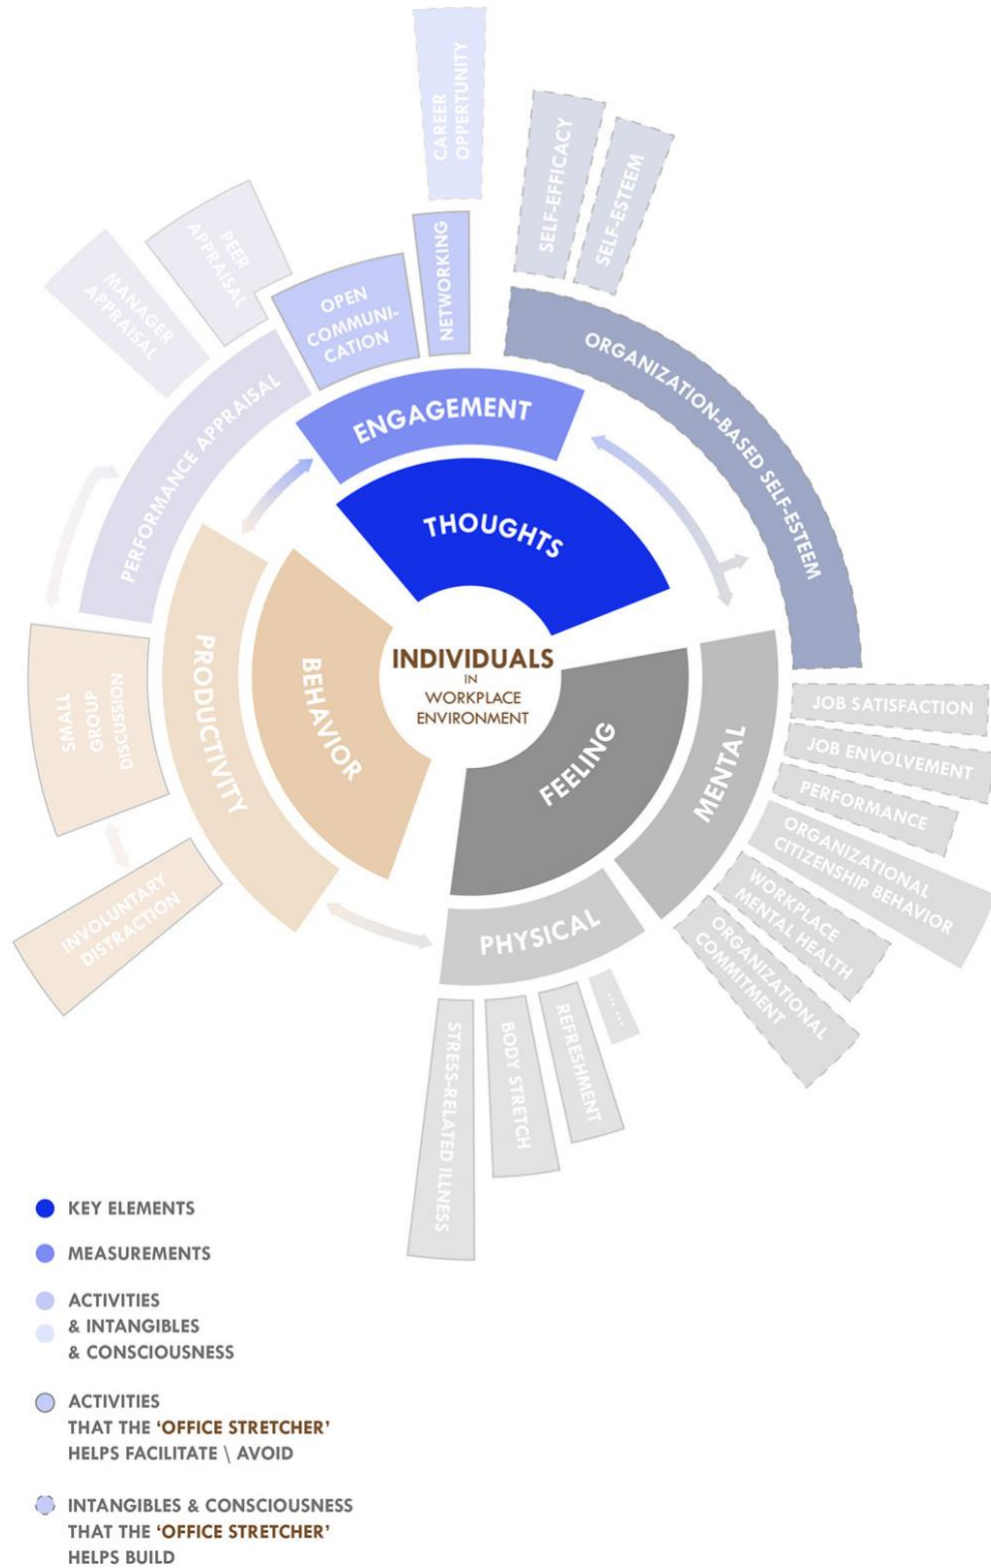 CAREER
OPPERTUNITY
SELF-EFFICACY
SELF-ESTEEM
PEER
APPRAISAL
MANAGER
APPRAISAL
OPEN
COMMUNI-
CATION
NETWORKING
ORGANIZATION-BASED SELF-ESTEEM
PERFORMANCE APPRAISAL
ENGAGEMENT
THOUGHTS
INDIVIDUALS
IN
WORKPLACE
ENVIRONMENT
BEHAVIOR
PRODUCTIVITY
SMALL
GROUP
DISCUSSION
INVOLUNTARY
DISTRACTION
FEELING
MENTAL
JOB SATISFACTION
JOB ENVOLVEMENT
PERFORMANCE
ORGANIZATIONAL
CITIZENSHIP BEHAVIOR
WORKPLACE
MENTAL HEALTH
ORGANIZATIONAL
COMMITMENT
PHYSICAL
STRESS-RELATED ILLNESS
BODY STRETCH
REFRESHMENT
......
KEY ELEMENTS
MEASUREMENTS
ACTIVITIES
& INTANGIBLES
& CONSCIOUSNESS
ACTIVITIES
THAT THE ‘OFFICE STRETCHER’
HELPS FACILITATE \ AVOID
INTANGIBLES & CONSCIOUSNESS
THAT THE ‘OFFICE STRETCHER’
HELPS BUILD